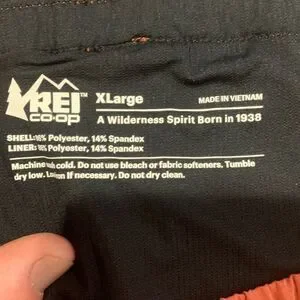 REI™
CO·OP
XLarge
MADE IN VIETNAM
A Wilderness Spirit Born in 1938
SHELL: Polyester, 14% Spandex
LINER: Polyester, 14% Spandex
Machine cold. Do not use bleach or fabric softeners. Tumble
dry low. if necessary. Do not dry clean.